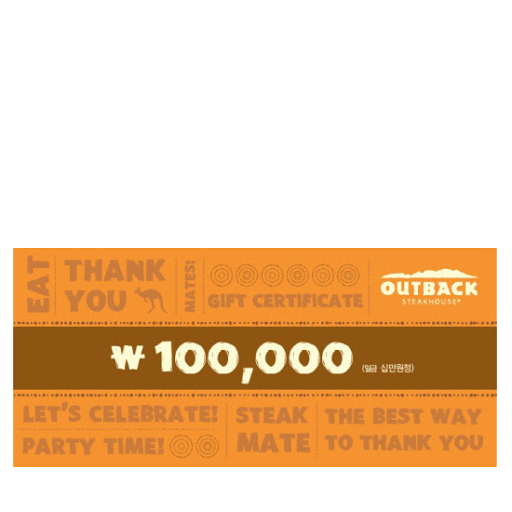 EAT
THANK
YOU
MATES!
GIFT CERTIFICATE
OUTBACK
STEAKHOUSE®
₩ 100,000 (일금 십만원정)
LET'S CELEBRATE!
PARTY TIME!
STEAK
MATE
THE BEST WAY
TO THANK YOU